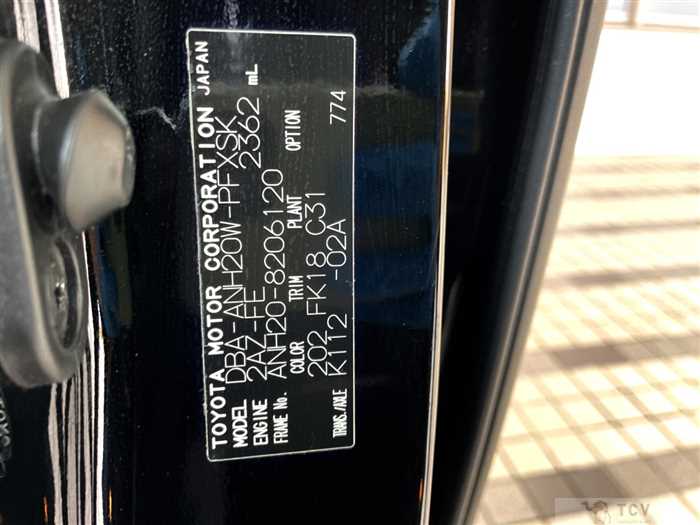 TOYOTA MOTOR CORPORATION JAPAN
MODEL DBA-ANH20W-PFXSK
ENGINE 2AZ-FE 2362 mL
FRAME No. ANH20-8206120
COLOR TRIM PLANT OPTION
202 FK18 C31
TRANS./AXLE K112 -02A 774
TCV